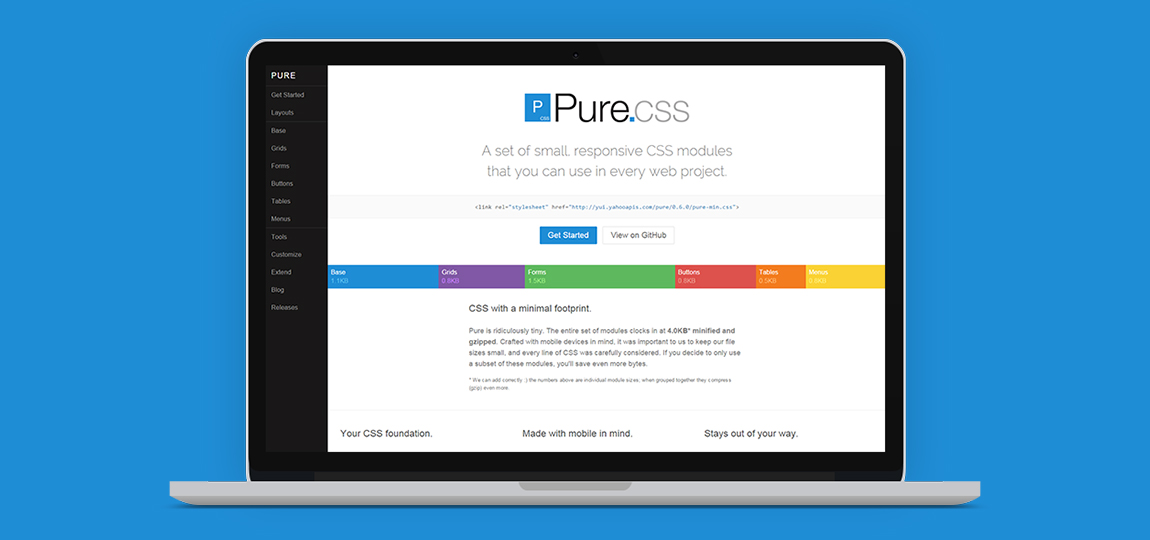 PURE
Get Started
Layouts
Base
Grids
Forms
Buttons
Tables
Menus
Tools
Customize
Extend
Blog
Releases
P
css
Pure.css
A set of small, responsive CSS modules
that you can use in every web project.
<link rel="stylesheet" href="http://yui.yahooapis.com/pure/0.6.0/pure-min.css">
Get Started
View on GitHub
Base
1.1KB
Grids
0.8KB
Forms
1.5KB
Buttons
0.8KB
Tables
0.5KB
Menus
CSS with a minimal footprint.
Pure is ridiculously tiny. The entire set of modules clocks in at 4.0KB* minified and
gzipped. Crafted with mobile devices in mind, it was important to us to keep our file
sizes small, and every line of CSS was carefully considered. If you decide to only use
a subset of these modules, you'll save even more bytes.
* We can add correctly :) the numbers above are individual module sizes; when grouped together they compress
(gzip) even more.
Your CSS foundation.
Made with mobile in mind.
Stays out of your way.